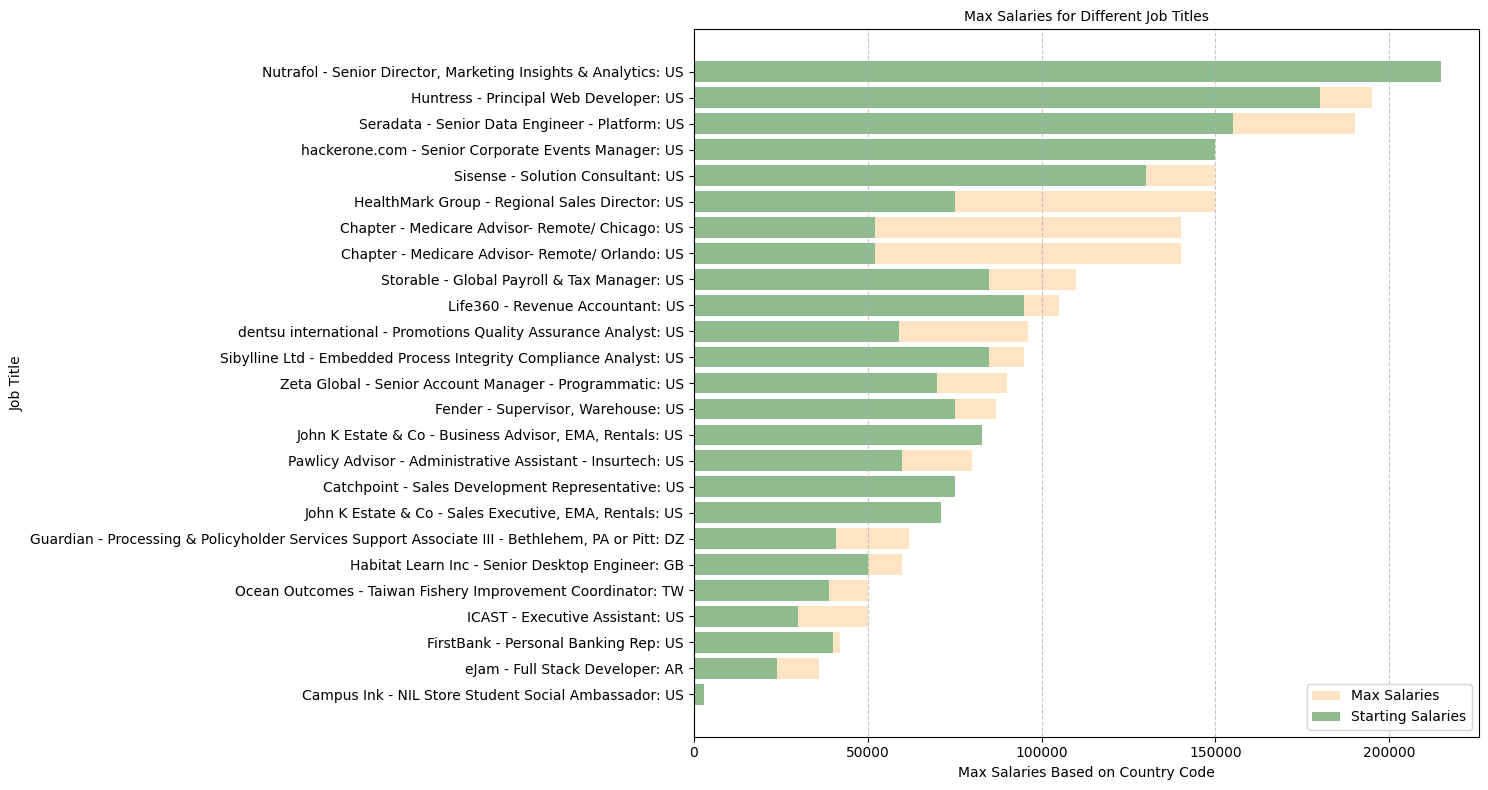 Max Salaries for Different Job Titles
Nutrafol - Senior Director, Marketing Insights & Analytics: US
Huntress - Principal Web Developer: US
Seradata - Senior Data Engineer - Platform: US
hackerone.com - Senior Corporate Events Manager: US
Sisense - Solution Consultant: US
HealthMark Group - Regional Sales Director: US
Chapter - Medicare Advisor- Remote/ Chicago: US
Chapter - Medicare Advisor- Remote/ Orlando: US
Storable - Global Payroll & Tax Manager: US
Life360 - Revenue Accountant: US
dentsu international - Promotions Quality Assurance Analyst: US
Sibylline Ltd - Embedded Process Integrity Compliance Analyst: US
Zeta Global - Senior Account Manager - Programmatic: US
Fender - Supervisor, Warehouse: US
John K Estate & Co - Business Advisor, EMA, Rentals: US
Pawlicy Advisor - Administrative Assistant - Insurtech: US
Catchpoint - Sales Development Representative: US
John K Estate & Co - Sales Executive, EMA, Rentals: US
Guardian - Processing & Policyholder Services Support Associate III - Bethlehem, PA or Pitt: DZ
Habitat Learn Inc - Senior Desktop Engineer: GB
Ocean Outcomes - Taiwan Fishery Improvement Coordinator: TW
ICAST - Executive Assistant: US
FirstBank - Personal Banking Rep: US
eJam - Full Stack Developer: AR
Campus Ink - NIL Store Student Social Ambassador: US
Job Title
Max Salaries
Starting Salaries
0 50000 100000 150000 200000
Max Salaries Based on Country Code